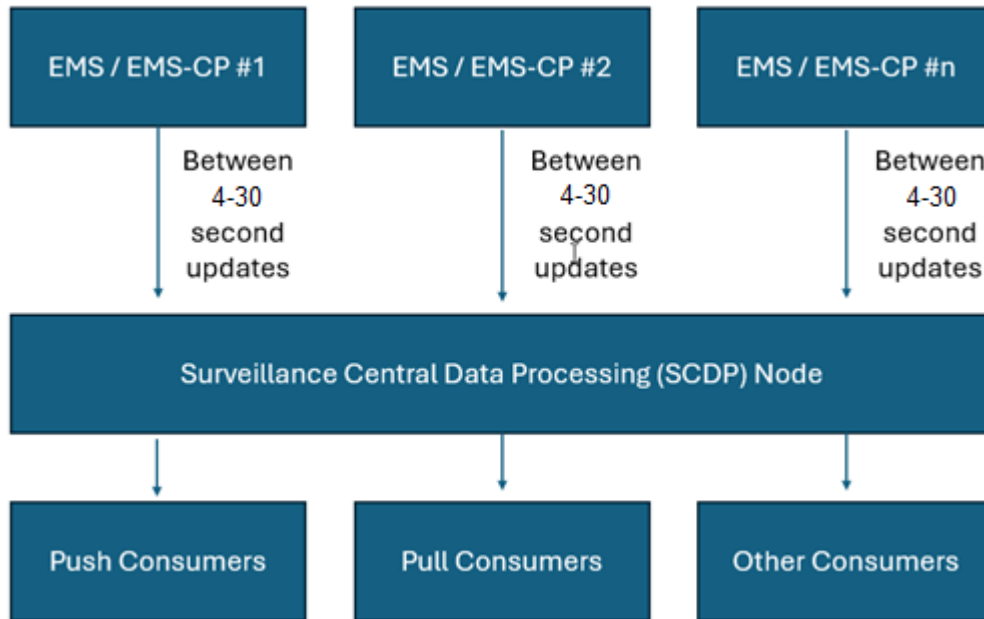 EMS / EMS-CP #1
EMS / EMS-CP #2
EMS / EMS-CP #n
Between
4-30
second
updates
Between
4-30
second
updates
Between
4-30
second
updates
Surveillance Central Data Processing (SCDP) Node
Push Consumers
Pull Consumers
Other Consumers